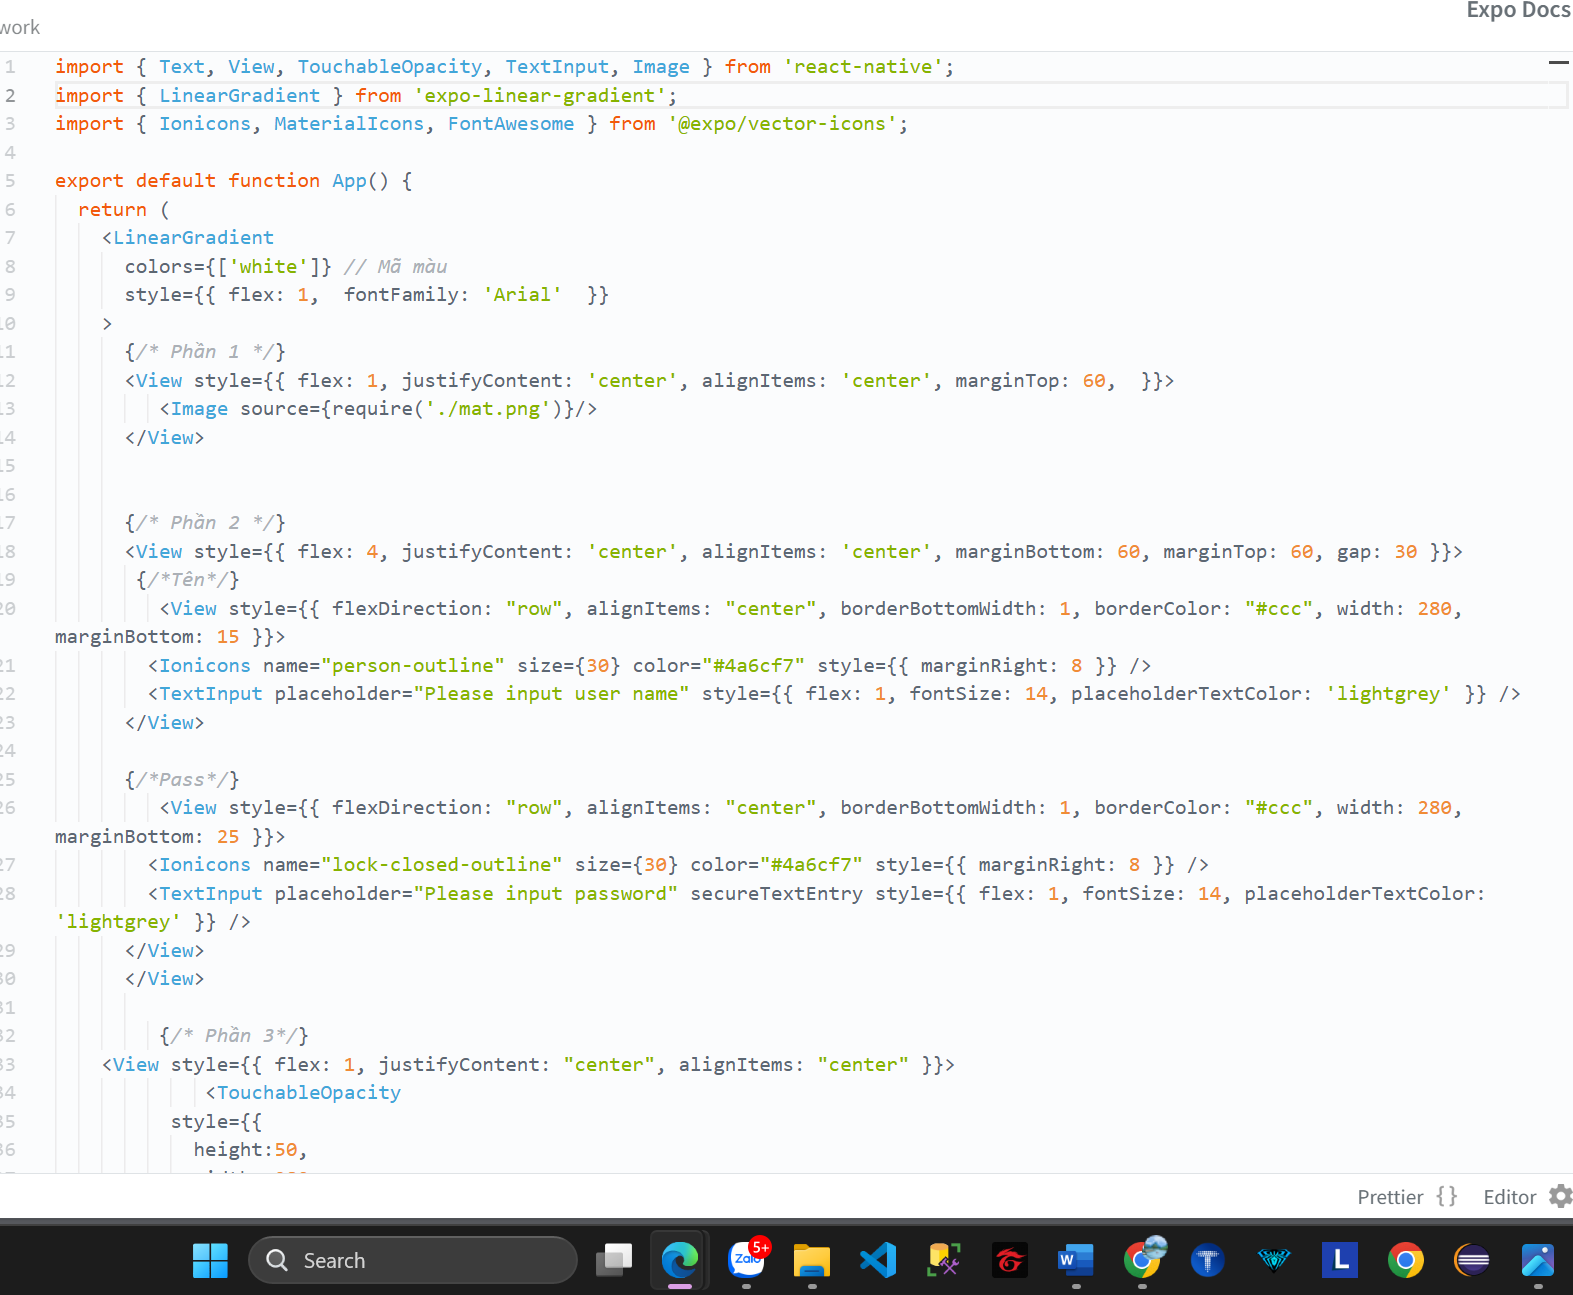 Expo Docs
work
1 import { Text, View, TouchableOpacity, TextInput, Image } from 'react-native';
2 import { LinearGradient } from 'expo-linear-gradient';
3 import { Ionicons, MaterialIcons, FontAwesome } from '@expo/vector-icons';
4
5 export default function App() {
6 return (
7 <LinearGradient
8 colors={['white']} // Mã màu
9 style={{ flex: 1,  fontFamily: 'Arial'  }}
10 >
11 {/* Phần 1 */}
12 <View style={{ flex: 1, justifyContent: 'center', alignItems: 'center', marginTop: 60,  }}>
13 <Image source={require('./mat.png')}/>
14 </View>
15
16
17 {/* Phần 2 */}
18 <View style={{ flex: 4, justifyContent: 'center', alignItems: 'center', marginBottom: 60, marginTop: 60, gap: 30 }}>
19 {/*Tên*/}
20 <View style={{ flexDirection: "row", alignItems: "center", borderBottomWidth: 1, borderColor: "#ccc", width: 280,
marginBottom: 15 }}>
21 <Ionicons name="person-outline" size={30} color="#4a6cf7" style={{ marginRight: 8 }} />
22 <TextInput placeholder="Please input user name" style={{ flex: 1, fontSize: 14, placeholderTextColor: 'lightgrey' }} />
23 </View>
24
25 {/*Pass*/}
26 <View style={{ flexDirection: "row", alignItems: "center", borderBottomWidth: 1, borderColor: "#ccc", width: 280,
marginBottom: 25 }}>
27 <Ionicons name="lock-closed-outline" size={30} color="#4a6cf7" style={{ marginRight: 8 }} />
28 <TextInput placeholder="Please input password" secureTextEntry style={{ flex: 1, fontSize: 14, placeholderTextColor:
'lightgrey' }} />
29 </View>
30 </View>
31
32 {/* Phần 3*/}
33 <View style={{ flex: 1, justifyContent: "center", alignItems: "center" }}>
34 <TouchableOpacity
35 style={{
36 height:50,
Prettier {} Editor
Search
Zalo 5+
W
T
L